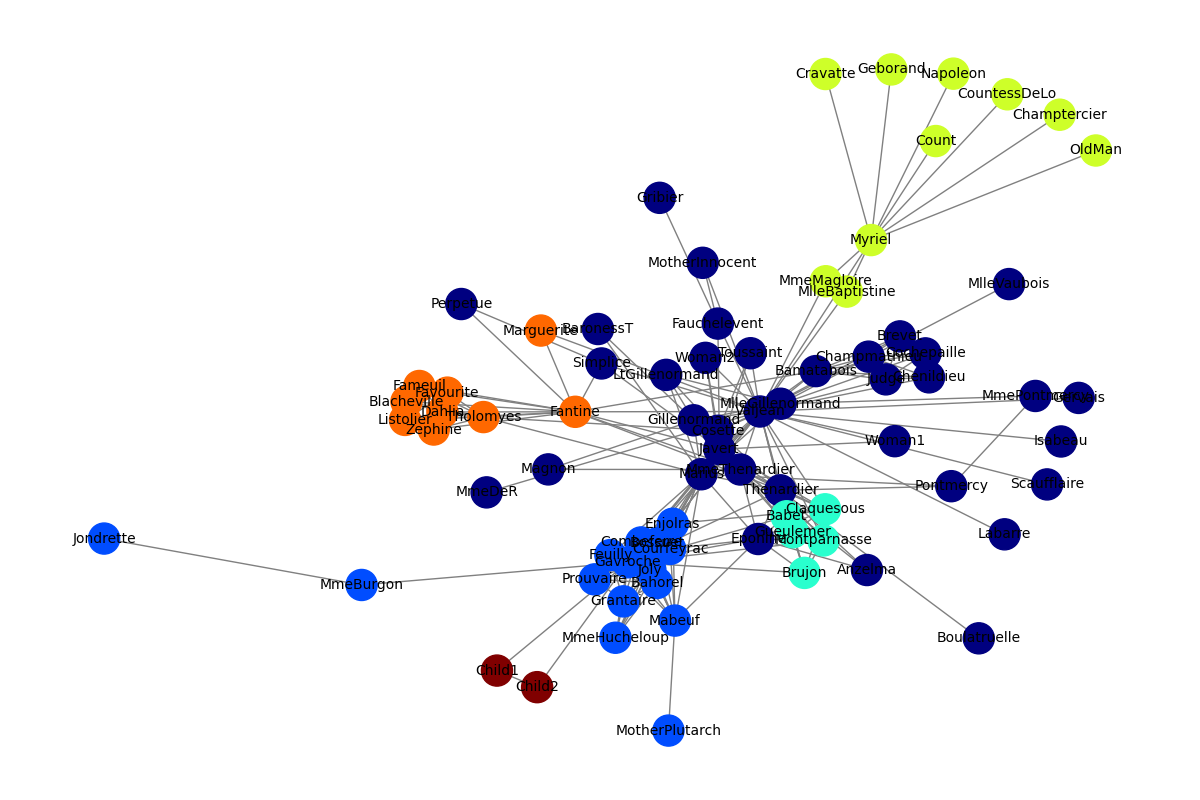 Cravatte
Geborand
Napoleon
CountessDeLo
Champtercier
Count
OldMan
Gribier
Myriel
MotherInnocent
MmeMagloire
MlleBaptistine
MlleVaubois
Perpetue
Marguerite
BaronessT
Fauchelevent
Brevet
Simplice
Woman2
Toussaint
Champmathieu
Cochepaille
LtGillenormand
Bamatabois
Judge
Chenildieu
Fameuil
Favourite
Blacheville
Dahlia
Listolier
Zephine
Tholomyes
Fantine
MlleGillenormand
Valjean
Gillenormand
Cosette
MmePontmercy
Gervais
Javert
Woman1
Isabeau
Magnon
Marius
MmeThenardier
MmeDeR
Thenardier
Pontmercy
Scaufflaire
Claquesous
Babet
Enjolras
Gueulemer
Labarre
Jondrette
Combeferre
Bossuet
Courfeyrac
Eponine
Montparnasse
Feuilly
Gavroche
Joly
Brujon
Anzelma
MmeBurgon
Prouvaire
Bahorel
Grantaire
Mabeuf
MmeHucheloup
Boulatruelle
Child1
Child2
MotherPlutarch